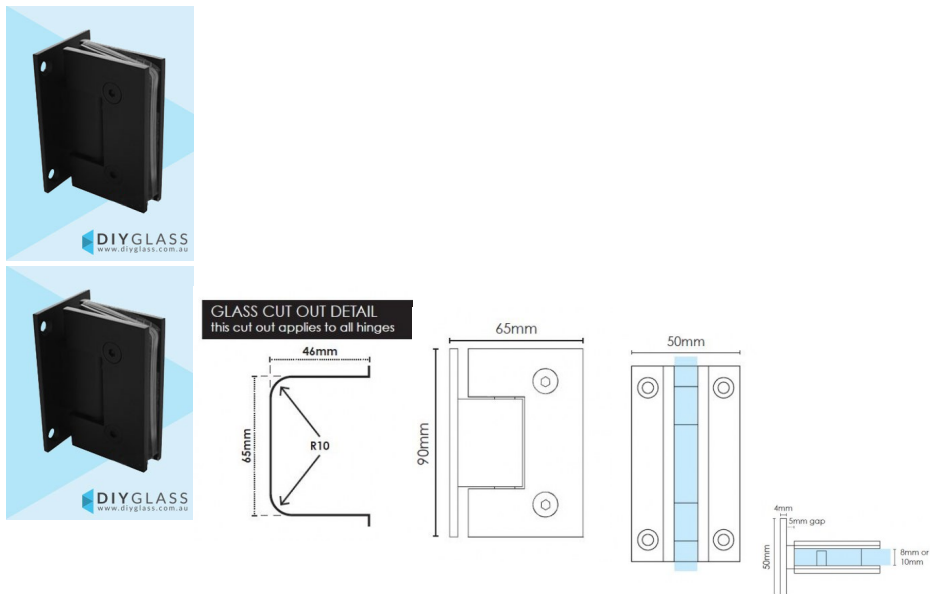 DIYGLASS
www.diyglass.com.au
DIYGLASS
www.diyglass.com.au
GLASS CUT OUT DETAIL
this cut out applies to all hinges
46mm
65mm
R10
65mm
90mm
50mm
4mm
5mm gap
50mm
8mm or
10mm